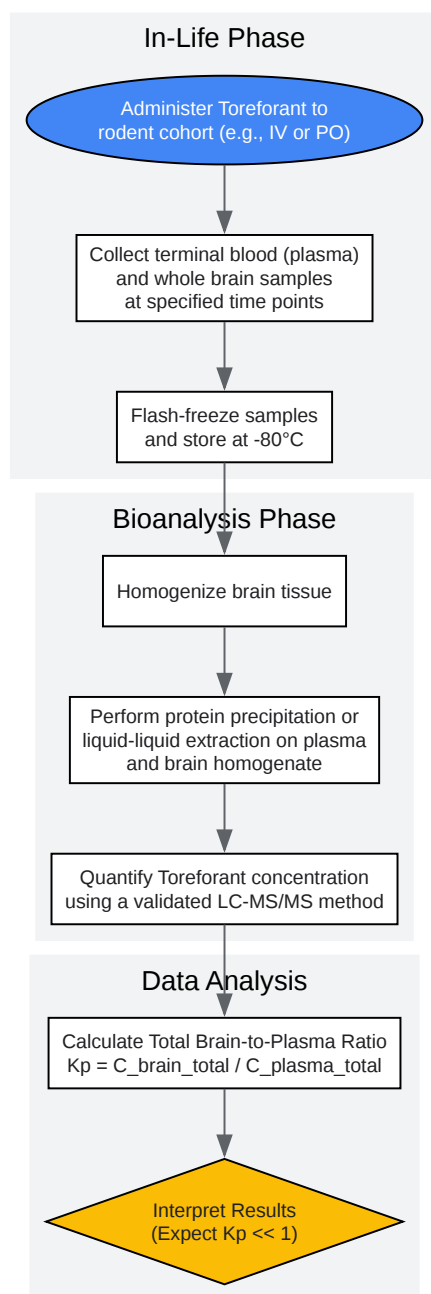 In-Life Phase
Administer Toreforant to
rodent cohort (e.g., IV or PO)
Collect terminal blood (plasma)
and whole brain samples
at specified time points
Flash-freeze samples
and store at -80°C
Bioanalysis Phase
Homogenize brain tissue
Perform protein precipitation or
liquid-liquid extraction on plasma
and brain homogenate
Quantify Toreforant concentration
using a validated LC-MS/MS method
Data Analysis
Calculate Total Brain-to-Plasma Ratio
Kp = C_brain_total / C_plasma_total
Interpret Results
(Expect Kp << 1)